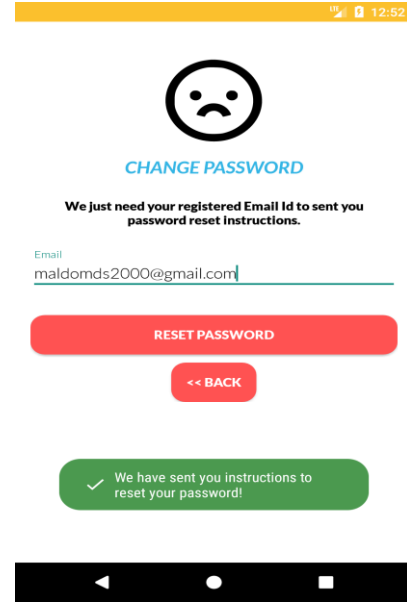 LTE 12:52
CHANGE PASSWORD
We just need your registered Email Id to sent you
password reset instructions.
Email
maldomds2000@gmail.com
RESET PASSWORD
<< BACK
We have sent you instructions to
reset your password!